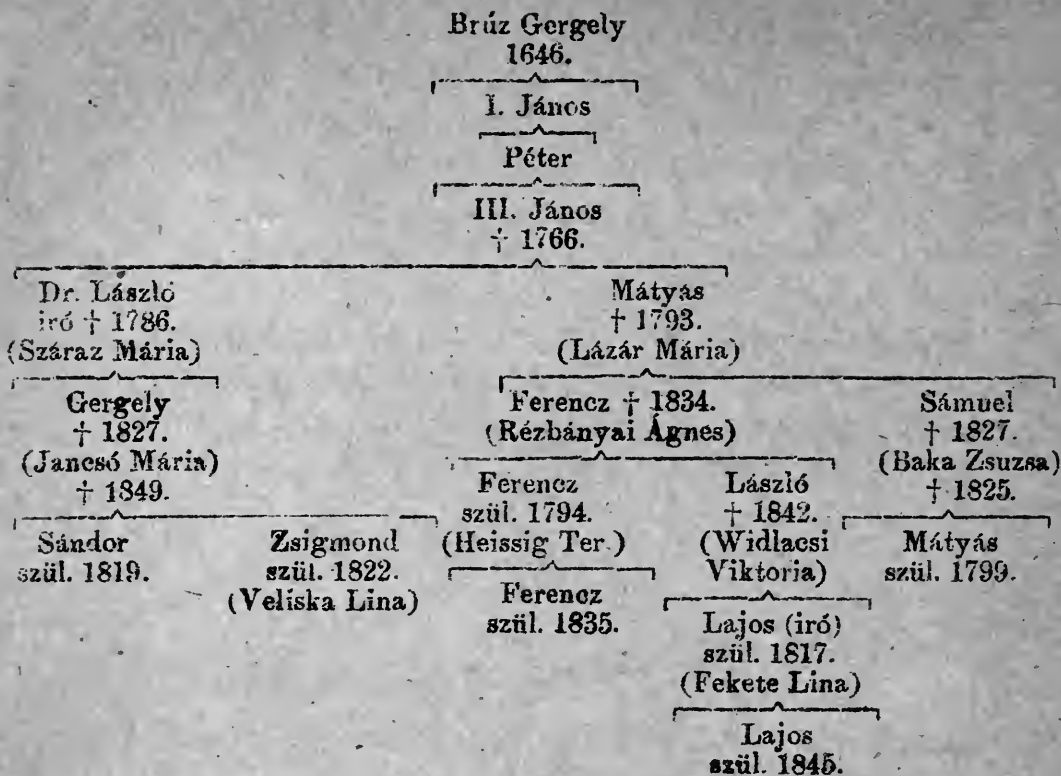 Brúz Gergely
1646.
I. János
Péter
III. János
† 1766.
Dr. László
iró † 1786.
(Száraz Mária)
Mátyás
† 1793.
(Lázár Mária)
Gergely
† 1827.
(Jancsó Mária)
† 1849.
Ferencz † 1834.
(Rézbányai Ágnes)
Sámuel
† 1827.
(Baka Zsuzsa)
† 1825.
Sándor
szül. 1819.
Zsigmond
szül. 1822.
(Veliska Lina)
Ferencz
szül. 1794.
(Heissig Ter.)
László
† 1842.
(Widlacsi
Viktoria)
Mátyás
szül. 1799.
Ferencz
szül. 1835.
Lajos (iró)
szül. 1817.
(Fekete Lina)
Lajos
szül. 1845.